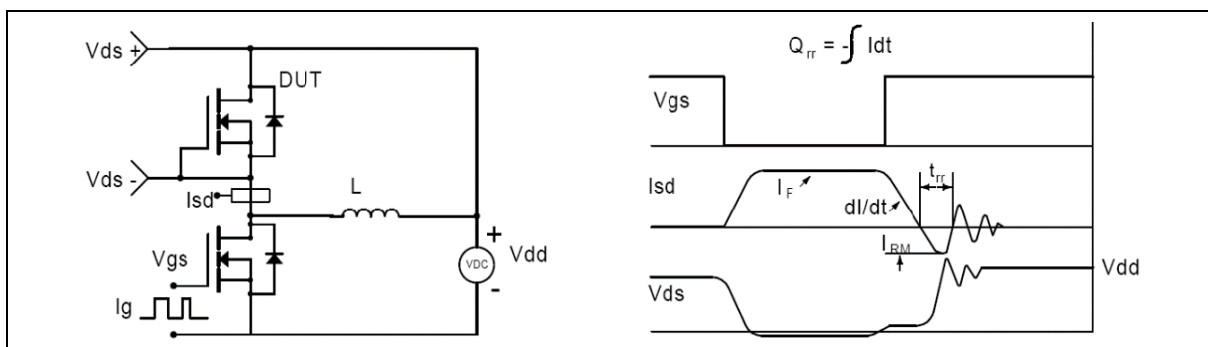 Vds +
DUT
Vds -
Isd
L
Vgs
Ig
VDC
+
-
Vdd
Q rr = -∫ Idt
Vgs
Isd
I F
dI/dt
t rr
I RM
Vds
Vdd